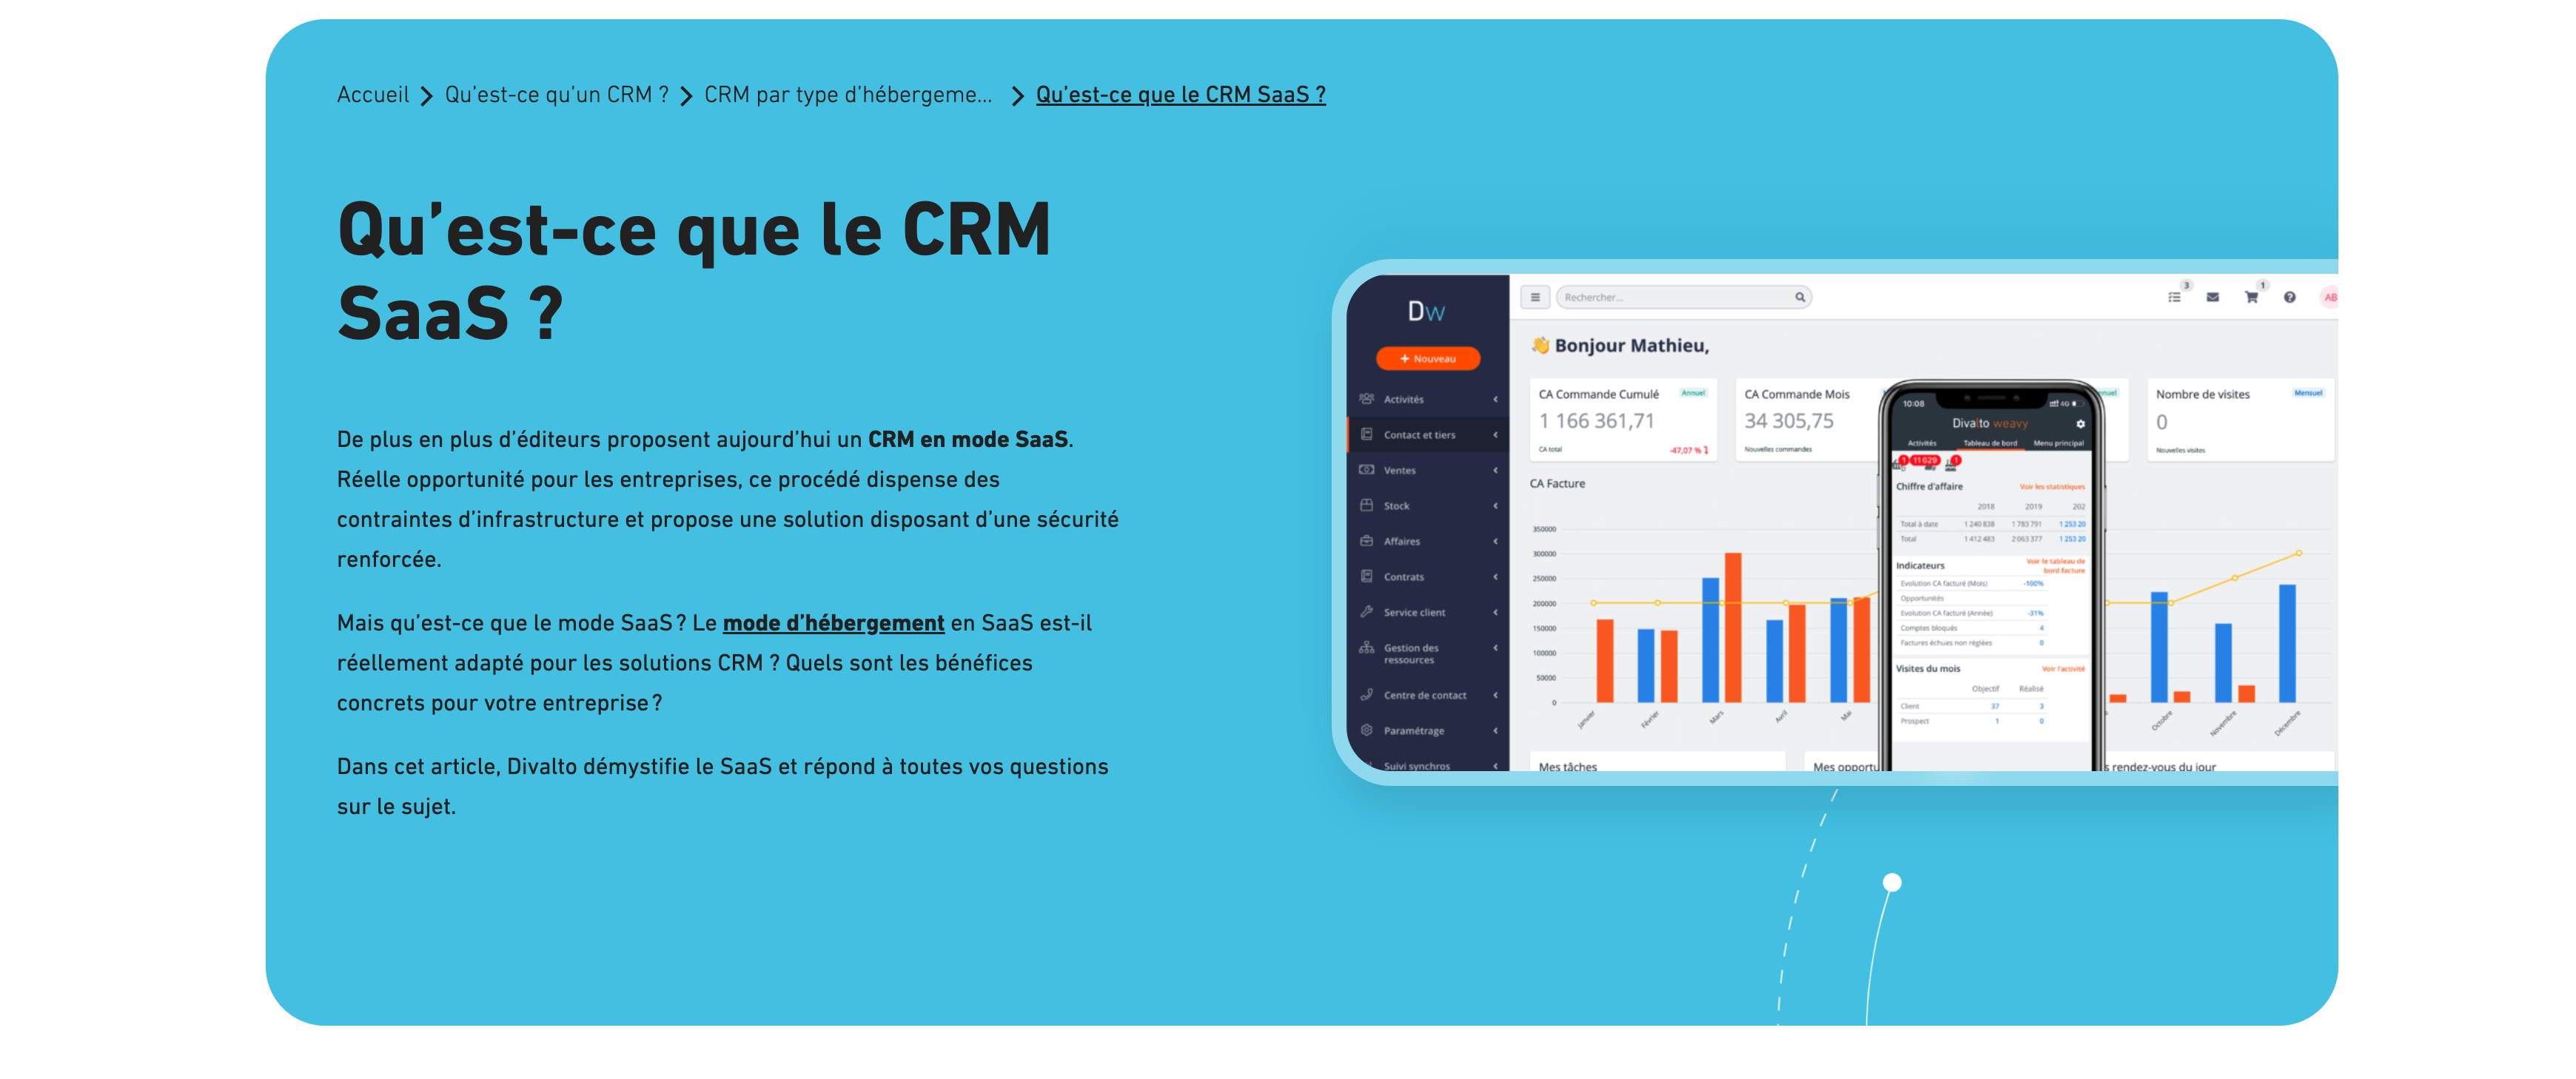 Accueil > Qu'est-ce qu'un CRM ? > CRM par type d'hébergeme... > Qu'est-ce que le CRM SaaS ?
Qu'est-ce que le CRM
SaaS ?
De plus en plus d'éditeurs proposent aujourd'hui un CRM en mode SaaS.
Réelle opportunité pour les entreprises, ce procédé dispense des
contraintes d'infrastructure et propose une solution disposant d'une sécurité
renforcée.
Mais qu'est-ce que le mode SaaS ? Le mode d'hébergement en SaaS est-il
réellement adapté pour les solutions CRM ? Quels sont les bénéfices
concrets pour votre entreprise ?
Dans cet article, Divalto démystifie le SaaS et répond à toutes vos questions
sur le sujet.
Dw
+ Nouveau
Activités
Contact et tiers
Ventes
Stock
Affaires
Contrats
Service client
Gestion des
ressources
Centre de contact
Paramétrage
Suivi synchros
Rechercher...
3
1
AB
👋 Bonjour Mathieu,
CA Commande Cumulé Annuel
1 166 361,71
CA total -47,07 %
CA Commande Mois
34 305,75
Nouvelles commandes
Nombre de visites Mensuel
0
Nouvelles visites
CA Facture
350000
300000
250000
200000
150000
100000
50000
0
Janvier
Février
Mars
Avril
Mai
Octobre
Novembre
Décembre
Mes tâches
Mes opportu
s rendez-vous du jour
10:08 4G
Divalto weavy
Activités Tableau de bord Menu principal
1 11 629 1
Chiffre d'affaire Voir les statistiques
2018 2019 202
Total à date 1 240 838 1 783 791 1 253 20
Total 1 412 483 2 063 377 1 253 20
Indicateurs Voir le tableau de
bord facture
Evolution CA facturé (Mois) -100%
Opportunités
Evolution CA facturé (Année) -31%
Comptes bloqués 4
Factures échues non réglées 0
Visites du mois Voir l'activité
Objectif Réalisé
Client 37 3
Prospect 1 0